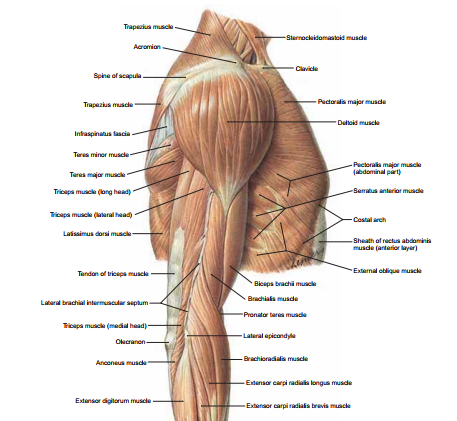 Trapezius muscle
Acromion
Spine of scapula
Trapezius muscle
Infraspinatus fascia
Teres minor muscle
Teres major muscle
Triceps muscle (long head)
Triceps muscle (lateral head)
Latissimus dorsi muscle
Tendon of triceps muscle
Lateral brachial intermuscular septum
Triceps muscle (medial head)
Olecranon
Anconeus muscle
Extensor digitorum muscle
Sternocleidomastoid muscle
Clavicle
Pectoralis major muscle
Deltoid muscle
Pectoralis major muscle
(abdominal part)
Serratus anterior muscle
Costal arch
Sheath of rectus abdominis
muscle (anterior layer)
External oblique muscle
Biceps brachii muscle
Brachialis muscle
Pronator teres muscle
Lateral epicondyle
Brachioradialis muscle
Extensor carpi radialis longus muscle
Extensor carpi radialis brevis muscle